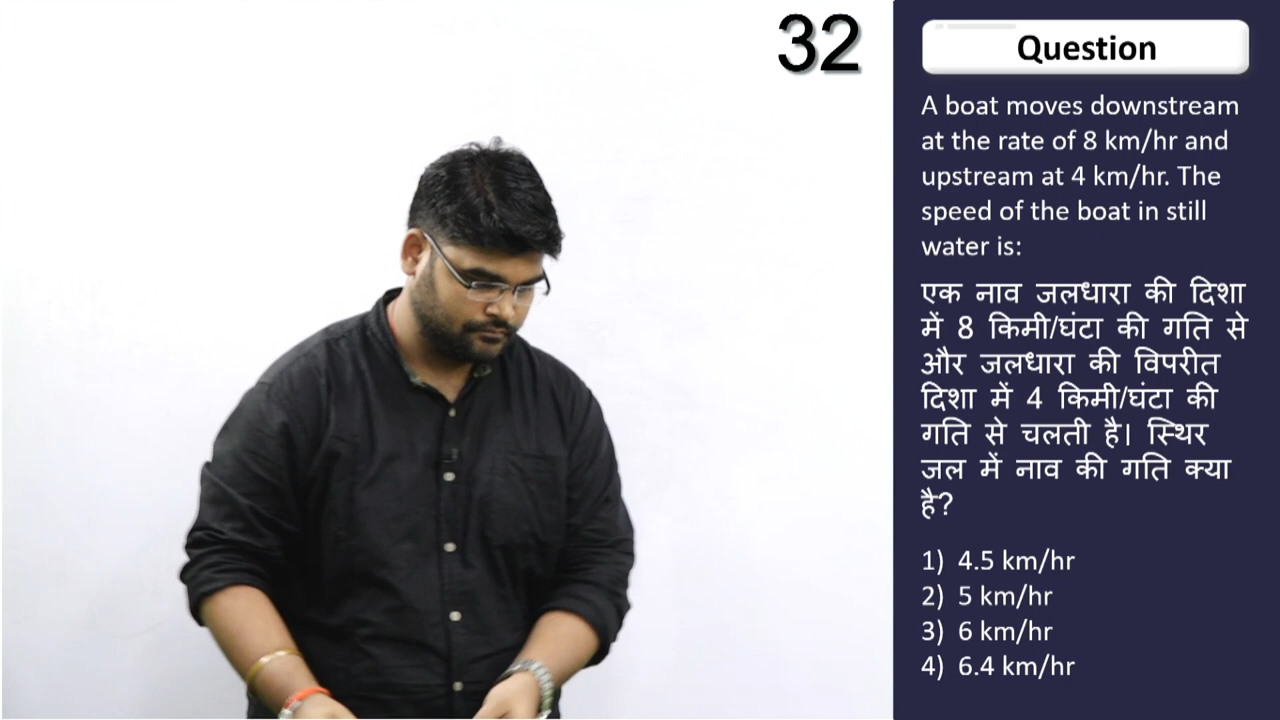 32
Question
A boat moves downstream
at the rate of 8 km/hr and
upstream at 4 km/hr. The
speed of the boat in still
water is:
एक नाव जलधारा की दिशा
में 8 किमी/घंटा की गति से
और जलधारा की विपरीत
दिशा में 4 किमी/घंटा की
गति से चलती है। स्थिर
जल में नाव की गति क्या
है?
1) 4.5 km/hr
2) 5 km/hr
3) 6 km/hr
4) 6.4 km/hr